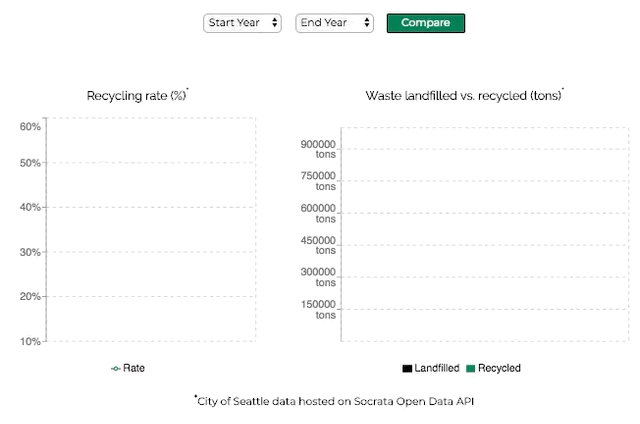 Start Year End Year Compare
Recycling rate (%)*
60%
50%
40%
30%
20%
10%
Rate
Waste landfilled vs. recycled (tons)*
900000
tons
750000
tons
600000
tons
450000
tons
300000
tons
150000
tons
Landfilled Recycled
*City of Seattle data hosted on Socrata Open Data API